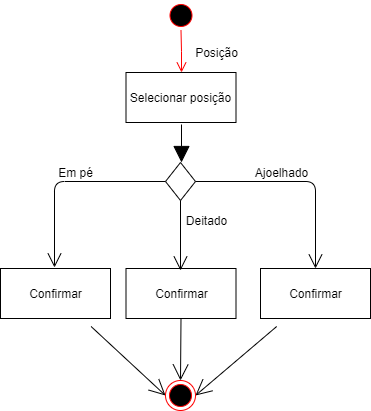 Posição
Selecionar posição
Em pé
Ajoelhado
Deitado
Confirmar
Confirmar
Confirmar